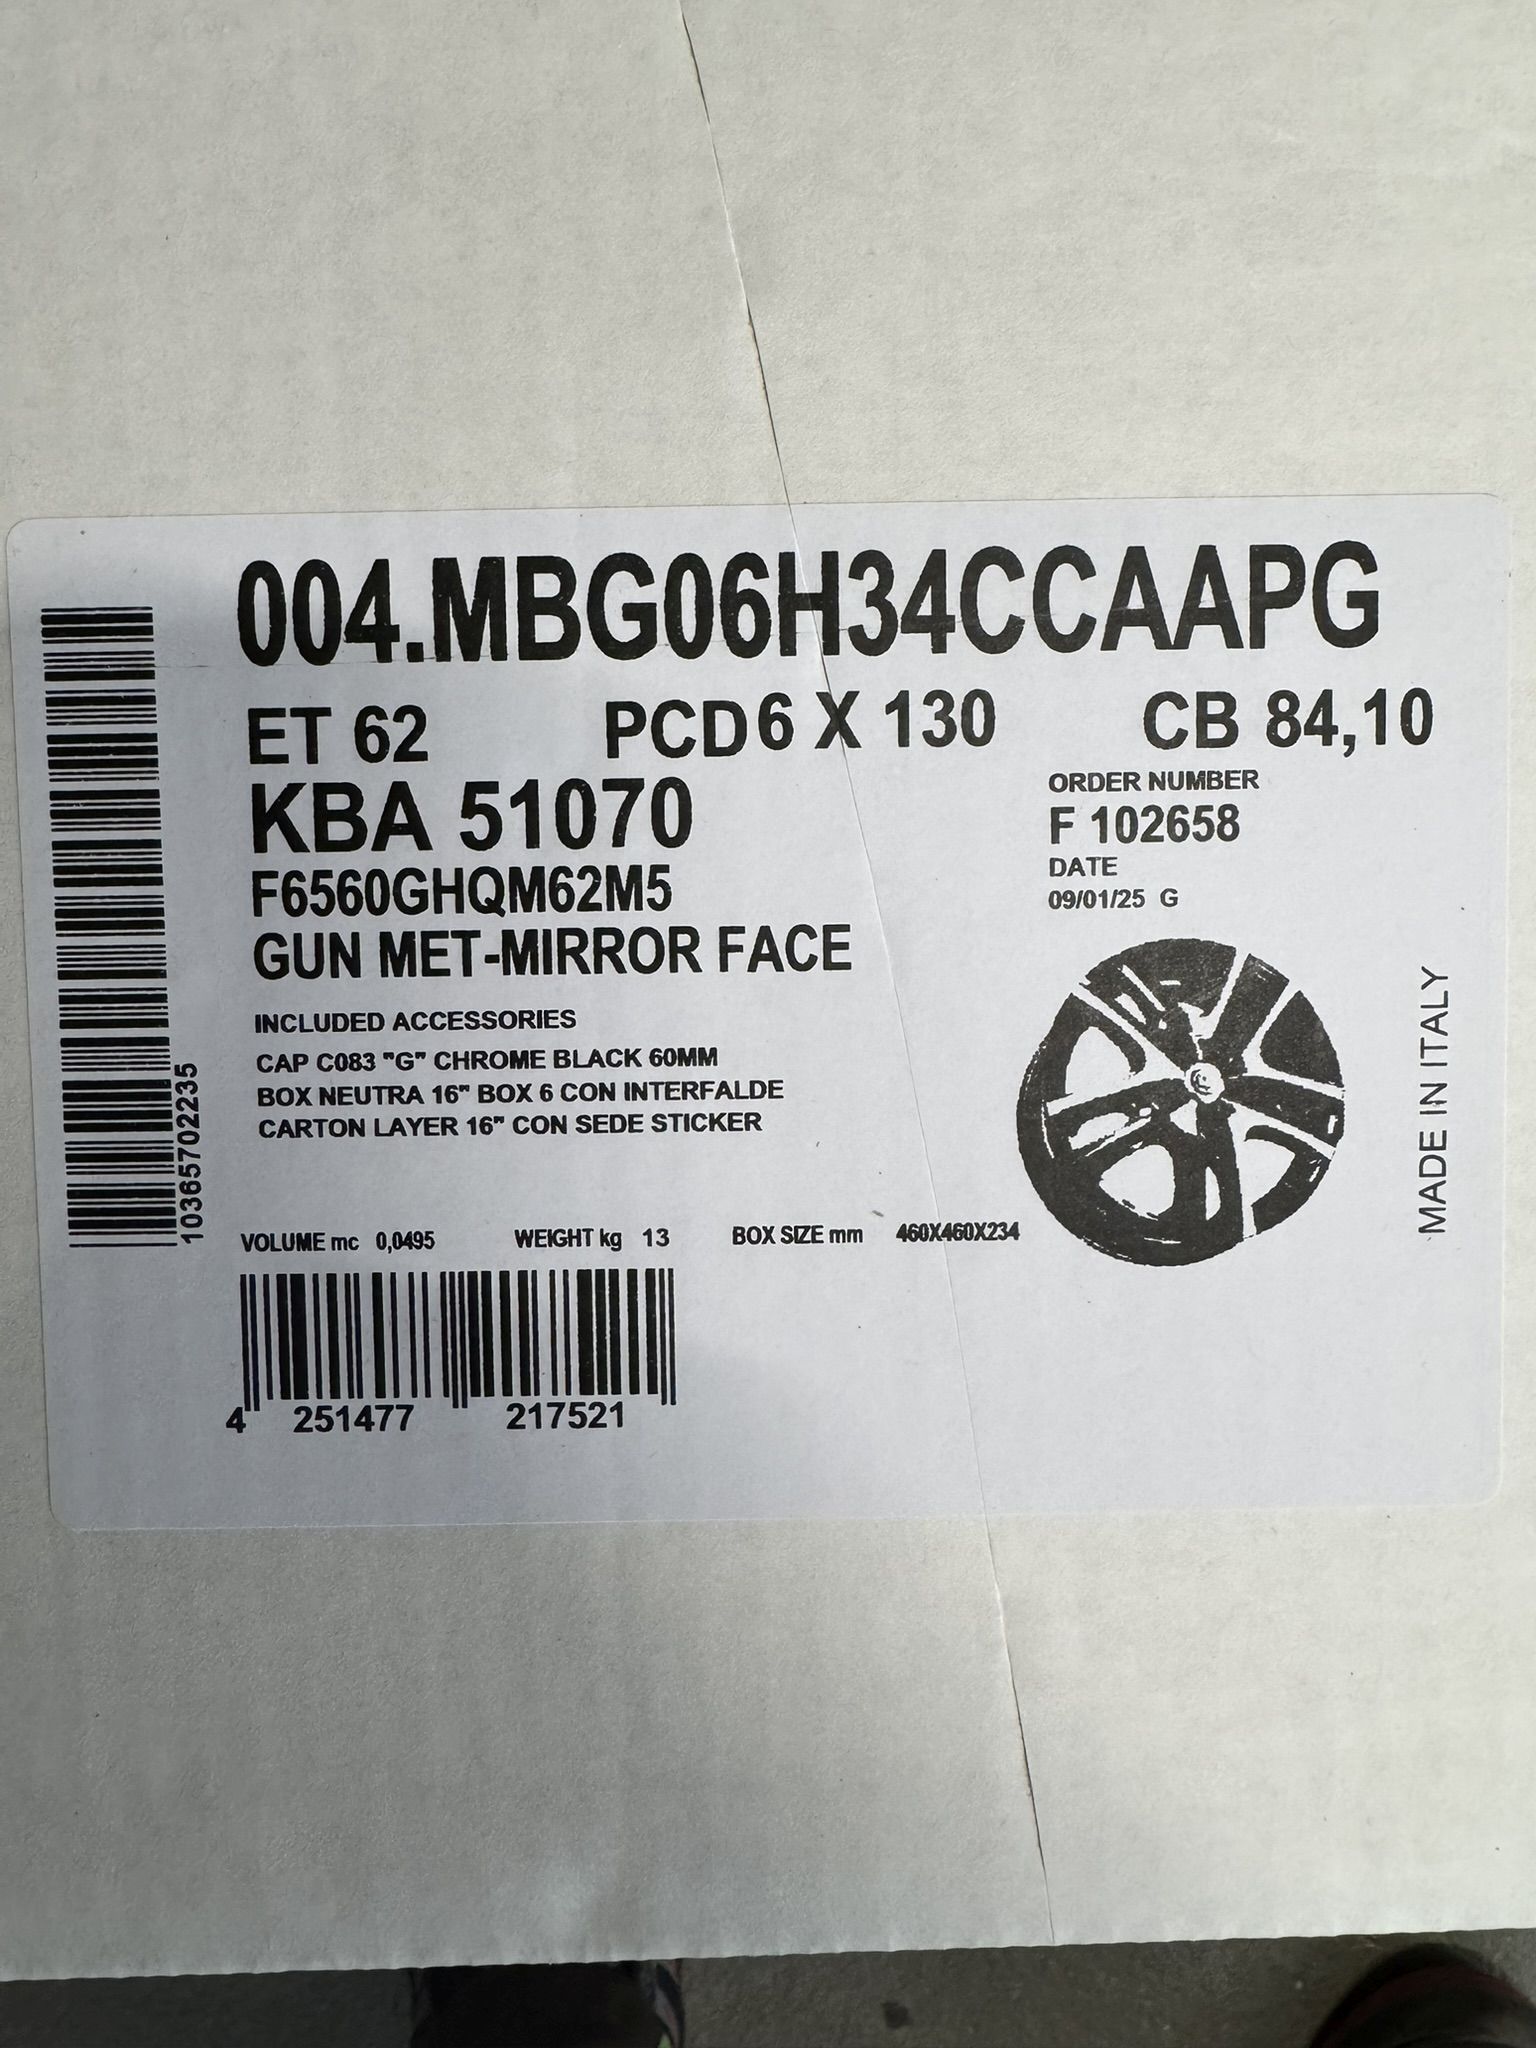 004.MBG06H34CCAAPG
ET 62 PCD 6 X 130 CB 84,10
KBA 51070
F6560GHQM62M5
GUN MET-MIRROR FACE
ORDER NUMBER
F 102658
DATE
09/01/25 G
INCLUDED ACCESSORIES
CAP C083 "G" CHROME BLACK 60MM
BOX NEUTRA 16" BOX 6 CON INTERFALDE
CARTON LAYER 16" CON SEDE STICKER
MADE IN ITALY
10365702235
VOLUME mc 0,0495 WEIGHT kg 13 BOX SIZE mm 460X460X234
4 251477 217521